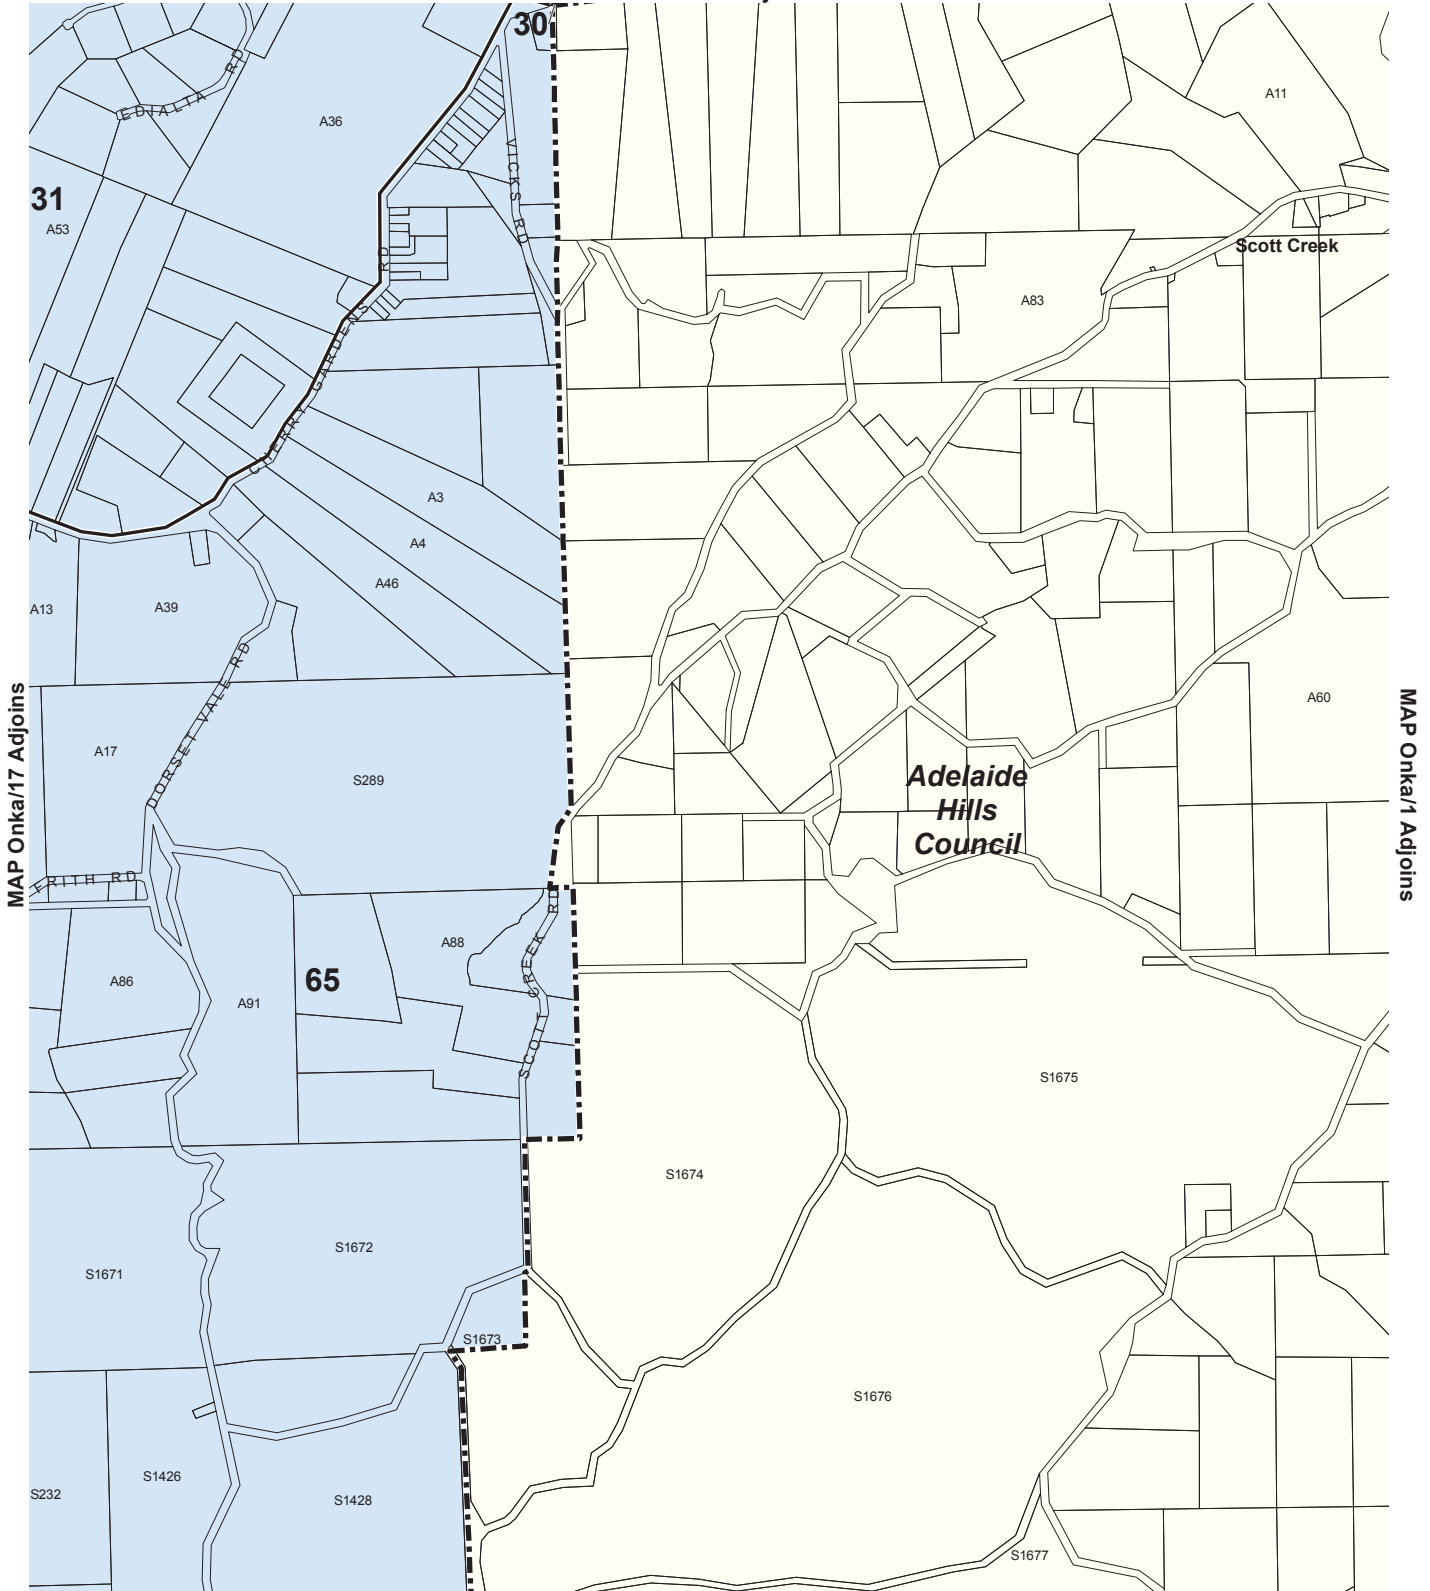 30
EDIALTA RD
A36
A11
VICKS RD
31
A53
Scott Creek
A83
CHERRY GARDENS RD
A3
A4
A46
A13
A39
DORSET VALE RD
A60
MAP Onka/17 Adjoins
MAP Onka/1 Adjoins
A17
S289
Adelaide
Hills
Council
FRITH RD
A88
SCOTT CREEK RD
65
A86
A91
S1675
S1674
S1672
S1671
S1673
S1676
S1426
S232
S1428
S1677